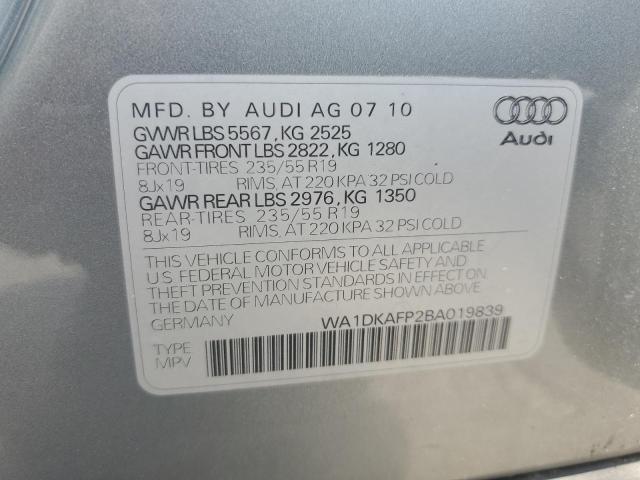 MFD. BY AUDI AG 07 10
GVWR LBS 5567, KG 2525
GAWR FRONT LBS 2822, KG 1280
FRONT-TIRES 235/55 R19
8Jx19 RIMS, AT 220 KPA 32 PSI COLD
GAWR REAR LBS 2976, KG 1350
REAR-TIRES 235/55 R19
8Jx19 RIMS, AT 220 KPA 32 PSI COLD
Audi
THIS VEHICLE CONFORMS TO ALL APPLICABLE
U.S. FEDERAL MOTOR VEHICLE SAFETY AND
THEFT PREVENTION STANDARDS IN EFFECT ON
THE DATE OF MANUFACTURE SHOWN ABOVE.
GERMANY WA1DKAFP2BA019839
TYPE
MPV